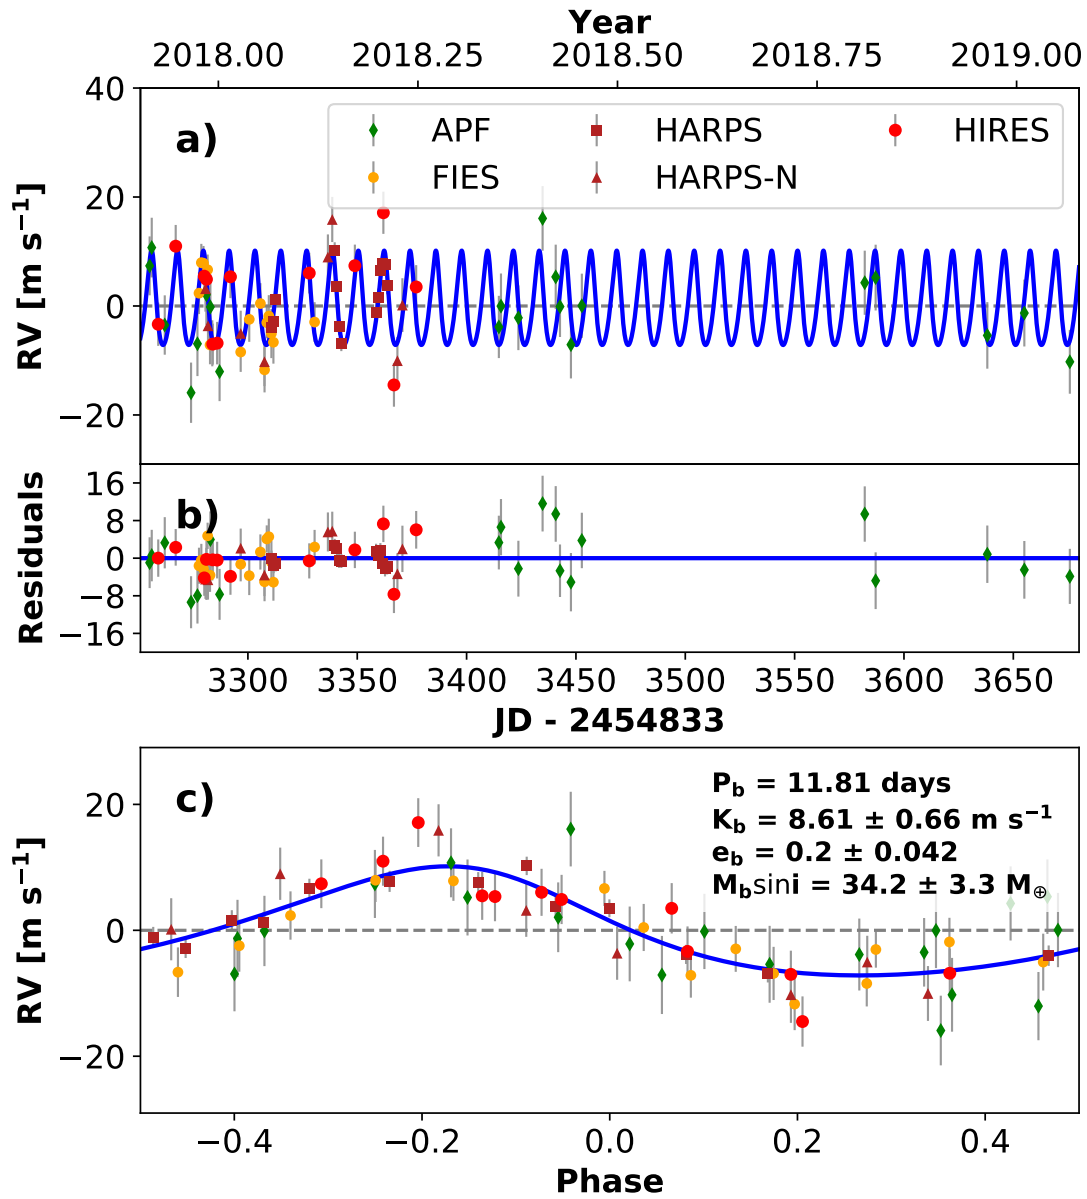 Year
2018.00 2018.25 2018.50 2018.75 2019.00
a)
APF HARPS HIRES
FIES HARPS-N
40
20
0
−20
RV [m s⁻¹]
b)
16
8
0
−8
−16
Residuals
3300 3350 3400 3450 3500 3550 3600 3650
JD - 2454833
c)
P_b = 11.81 days
K_b = 8.61 ± 0.66 m s⁻¹
e_b = 0.2 ± 0.042
M_b sini = 34.2 ± 3.3 M_⊕
20
0
−20
RV [m s⁻¹]
−0.4 −0.2 0.0 0.2 0.4
Phase